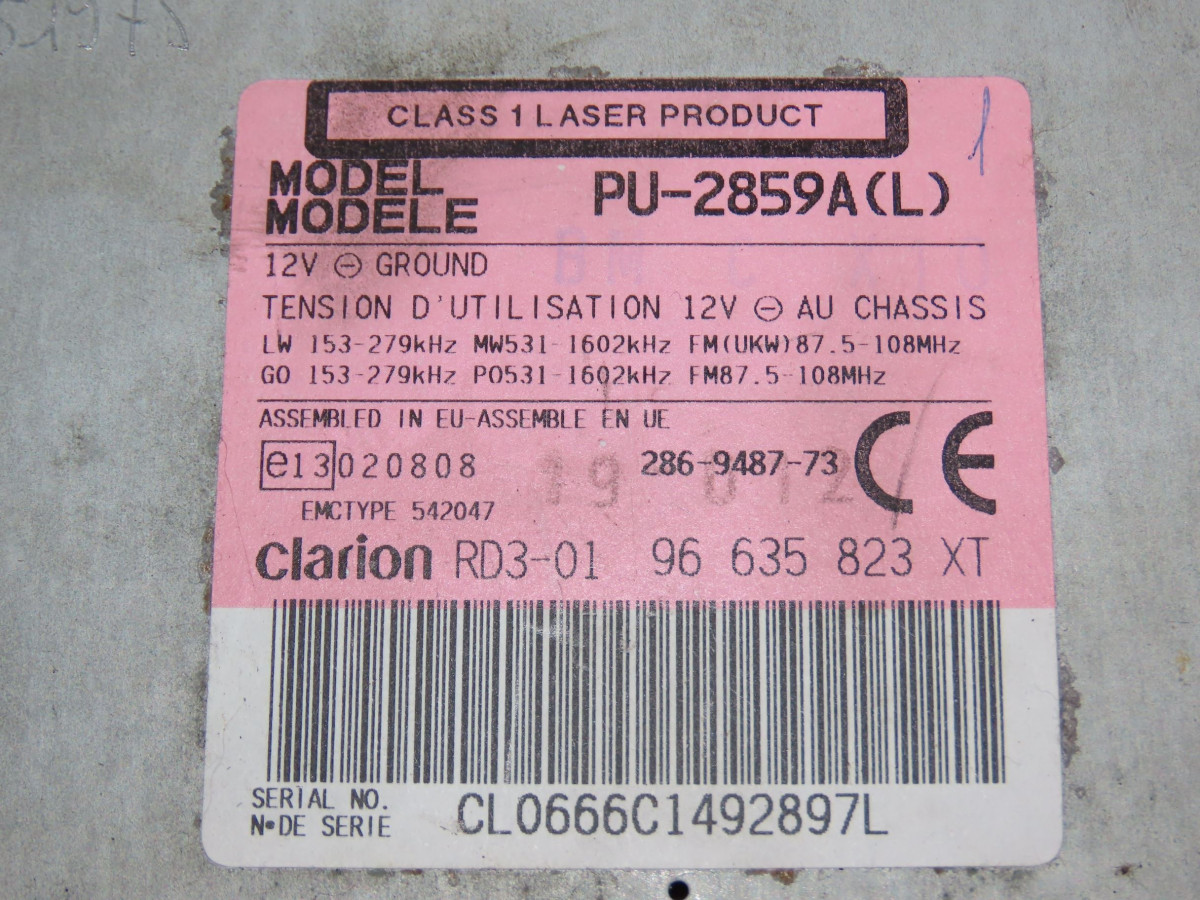 CLASS 1 LASER PRODUCT
MODEL
MODELE
PU-2859A(L)
12V ⊖ GROUND
TENSION D'UTILISATION 12V ⊖ AU CHASSIS
LW 153-279kHz MW531-1602kHz FM(UKW)87.5-108MHz
GO 153-279kHz PO531-1602kHz FM87.5-108MHz
ASSEMBLED IN EU-ASSEMBLE EN UE
e13 020808
286-9487-73
CE
EMCTYPE 542047
clarion RD3-01 96 635 823 XT
SERIAL NO.
N•DE SERIE
CL0666C1492897L